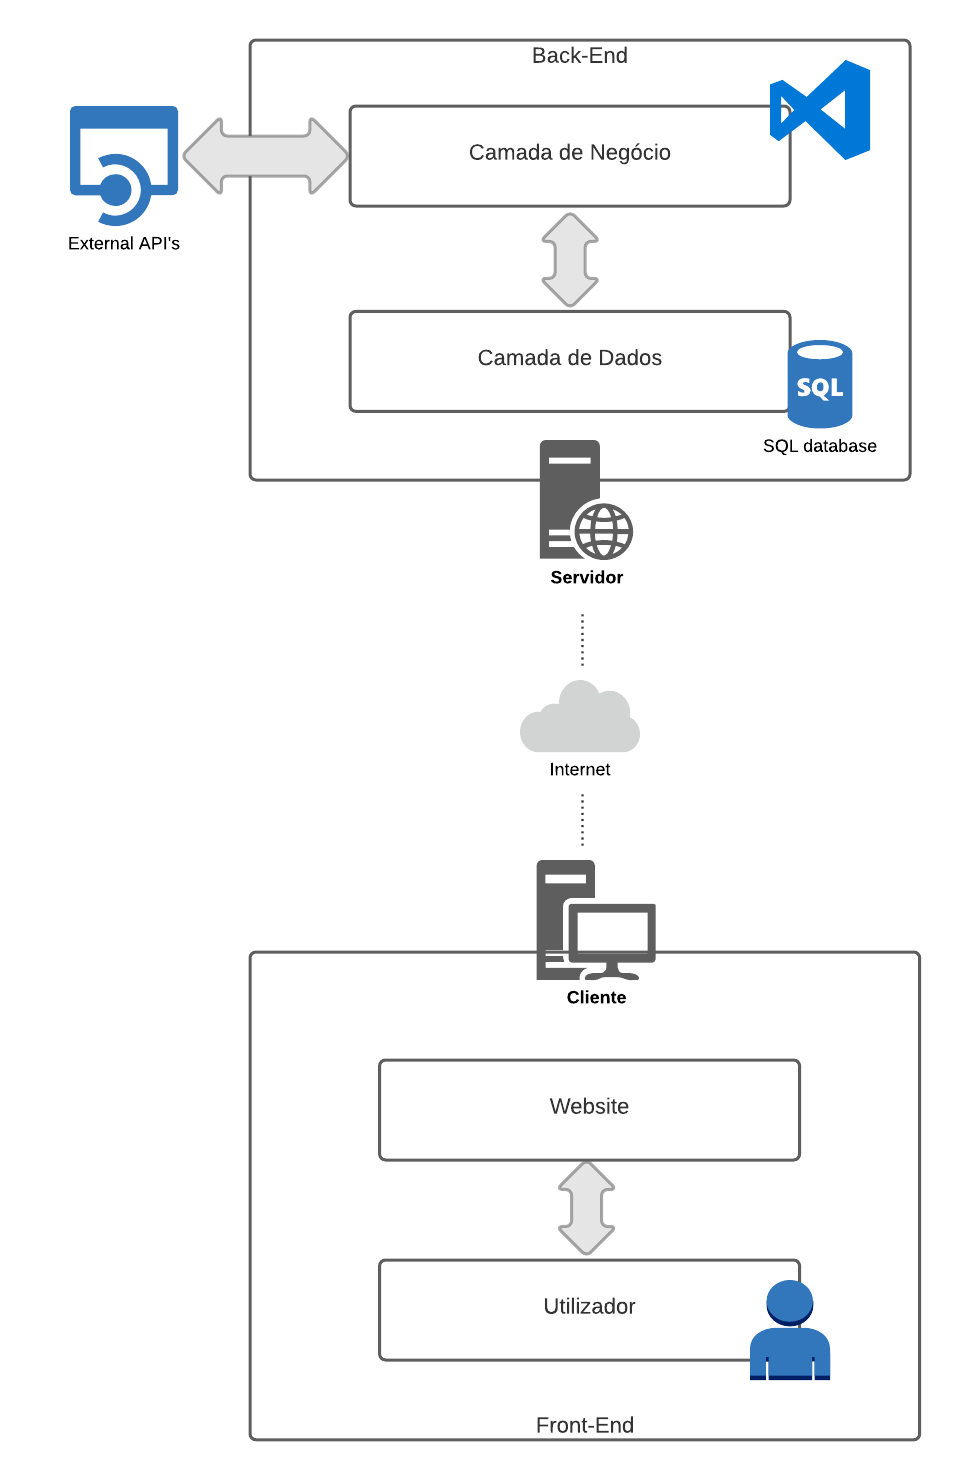 Back-End
Camada de Negócio
External API's
Camada de Dados
SQL
SQL database
Servidor
Internet
Cliente
Website
Utilizador
Front-End